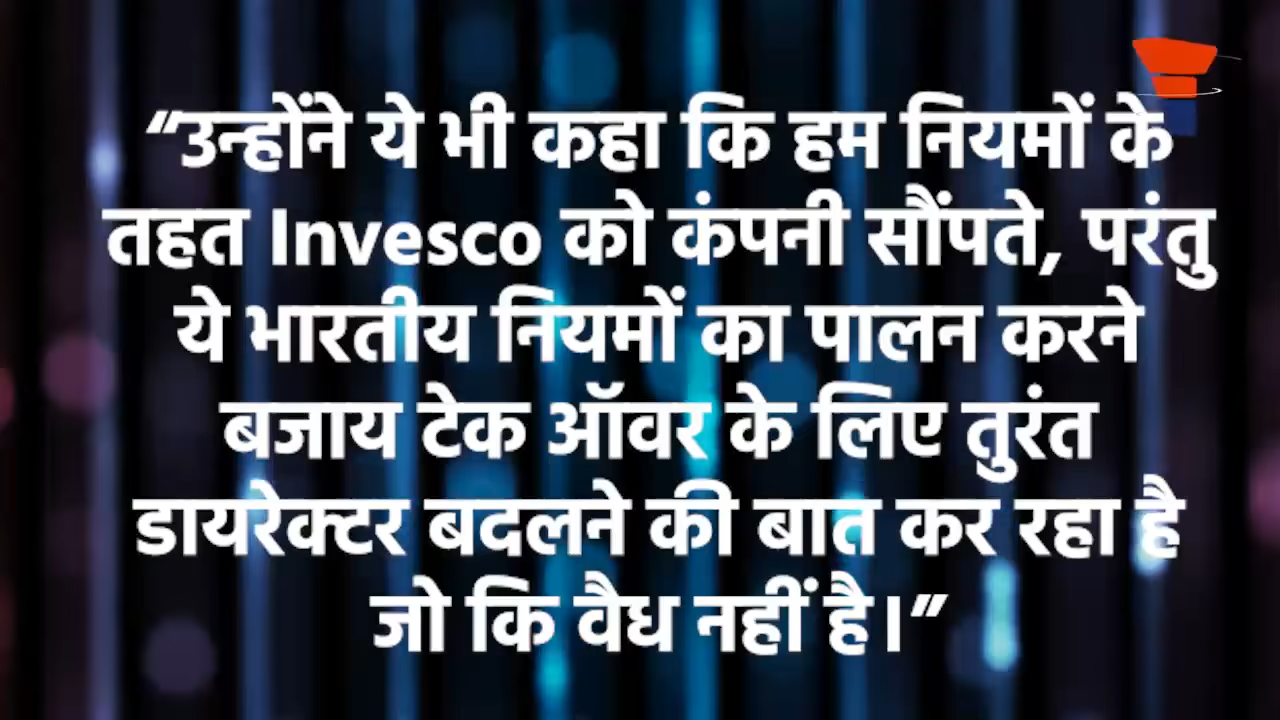 “उन्होंने ये भी कहा कि हम नियमों के
तहत Invesco को कंपनी सौंपते, परंतु
ये भारतीय नियमों का पालन करने
बजाय टेक ऑवर के लिए तुरंत
डायरेक्टर बदलने की बात कर रहा है
जो कि वैध नहीं है।”